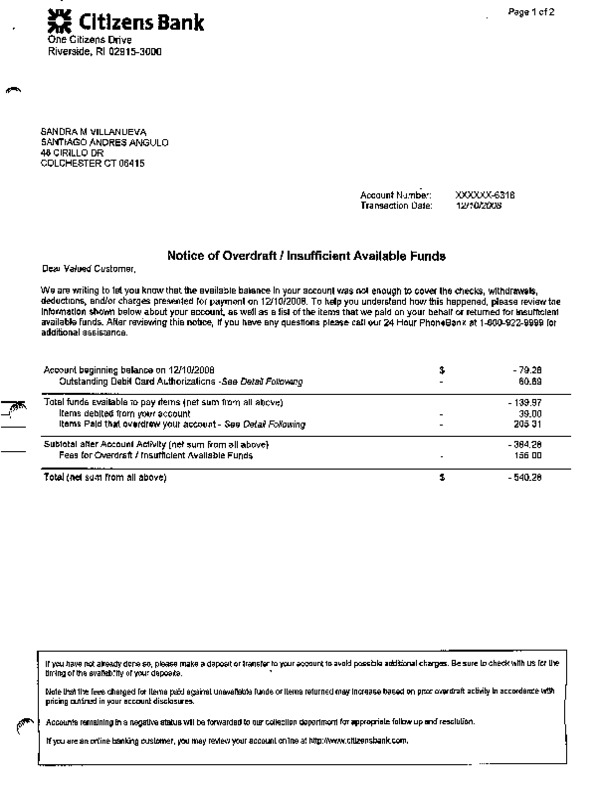 Page 1 of 2
Citizens Bank
One Citizens Drive
Riverside, RI 02915-3000
SANDRA M VILLANUEVA
SANTIAGO ANDRES ANGULO
46 CIRILLO DR
COLCHESTER CT 06415
Account Number: XXXXXX-6316
Transaction Date: 12/10/2008
Notice of Overdraft / Insufficient Available Funds
Dear Valued Customer,
We are writing to let you know that the available balance in your account was not enough to cover the checks, withdrawals,
deductions, and/or charges presented for payment on 12/10/2008. To help you understand how this happened, please review the
information shown below about your account, as well as a list of the items that we paid on your behalf or returned for insufficient
available funds. After reviewing this notice, if you have any questions please call our 24 Hour PhoneBank at 1-800-922-9999 for
additional assistance.
Account beginning balance on 12/10/2008 $ - 79.28
Outstanding Debit Card Authorizations -See Detail Following - 60.69
Total funds available to pay items (net sum from all above) - 139.97
Items debited from your account - 39.00
Items Paid that overdrew your account - See Detail Following - 205.31
Subtotal after Account Activity (net sum from all above) - 384.28
Fees for Overdraft / Insufficient Available Funds - 156.00
Total (net sum from all above) $ - 540.28
If you have not already done so, please make a deposit or transfer to your account to avoid possible additional charges. Be sure to check with us for the
timing of the availability of your deposits.
Note that the fees charged for items paid against unavailable funds or items returned may increase based on prior overdraft activity in accordance with
pricing outlined in your account disclosures.
Accounts remaining in a negative status will be forwarded to our collection department for appropriate follow up and resolution.
If you are an online banking customer, you may review your account online at http://www.citizensbank.com.